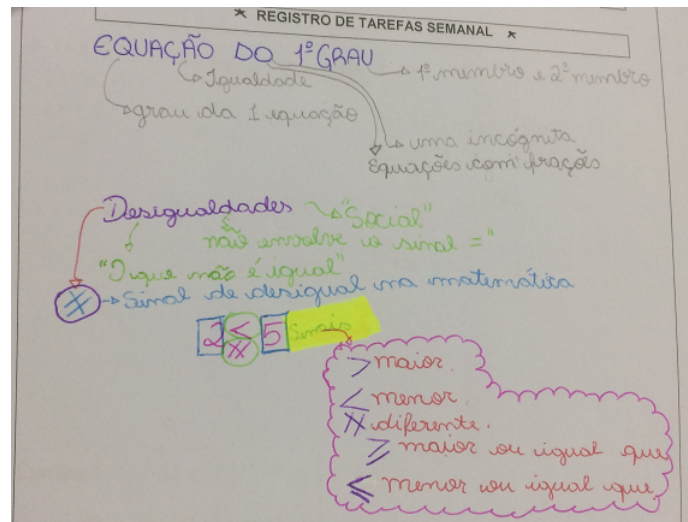 * REGISTRO DE TAREFAS SEMANAL *
EQUAÇÃO DO 1º GRAU
Igualdade
1º membro e 2º membro
grau da 1 equação
uma incógnita
Equações com frações
Desigualdades "Social"
não envolve o sinal ="
"O que não é igual"
≠ Sinal de desigual na matemática
2 < 5 sinais
≠
> maior
< menor.
≠ diferente.
≥ maior ou igual que
≤ menor ou igual que